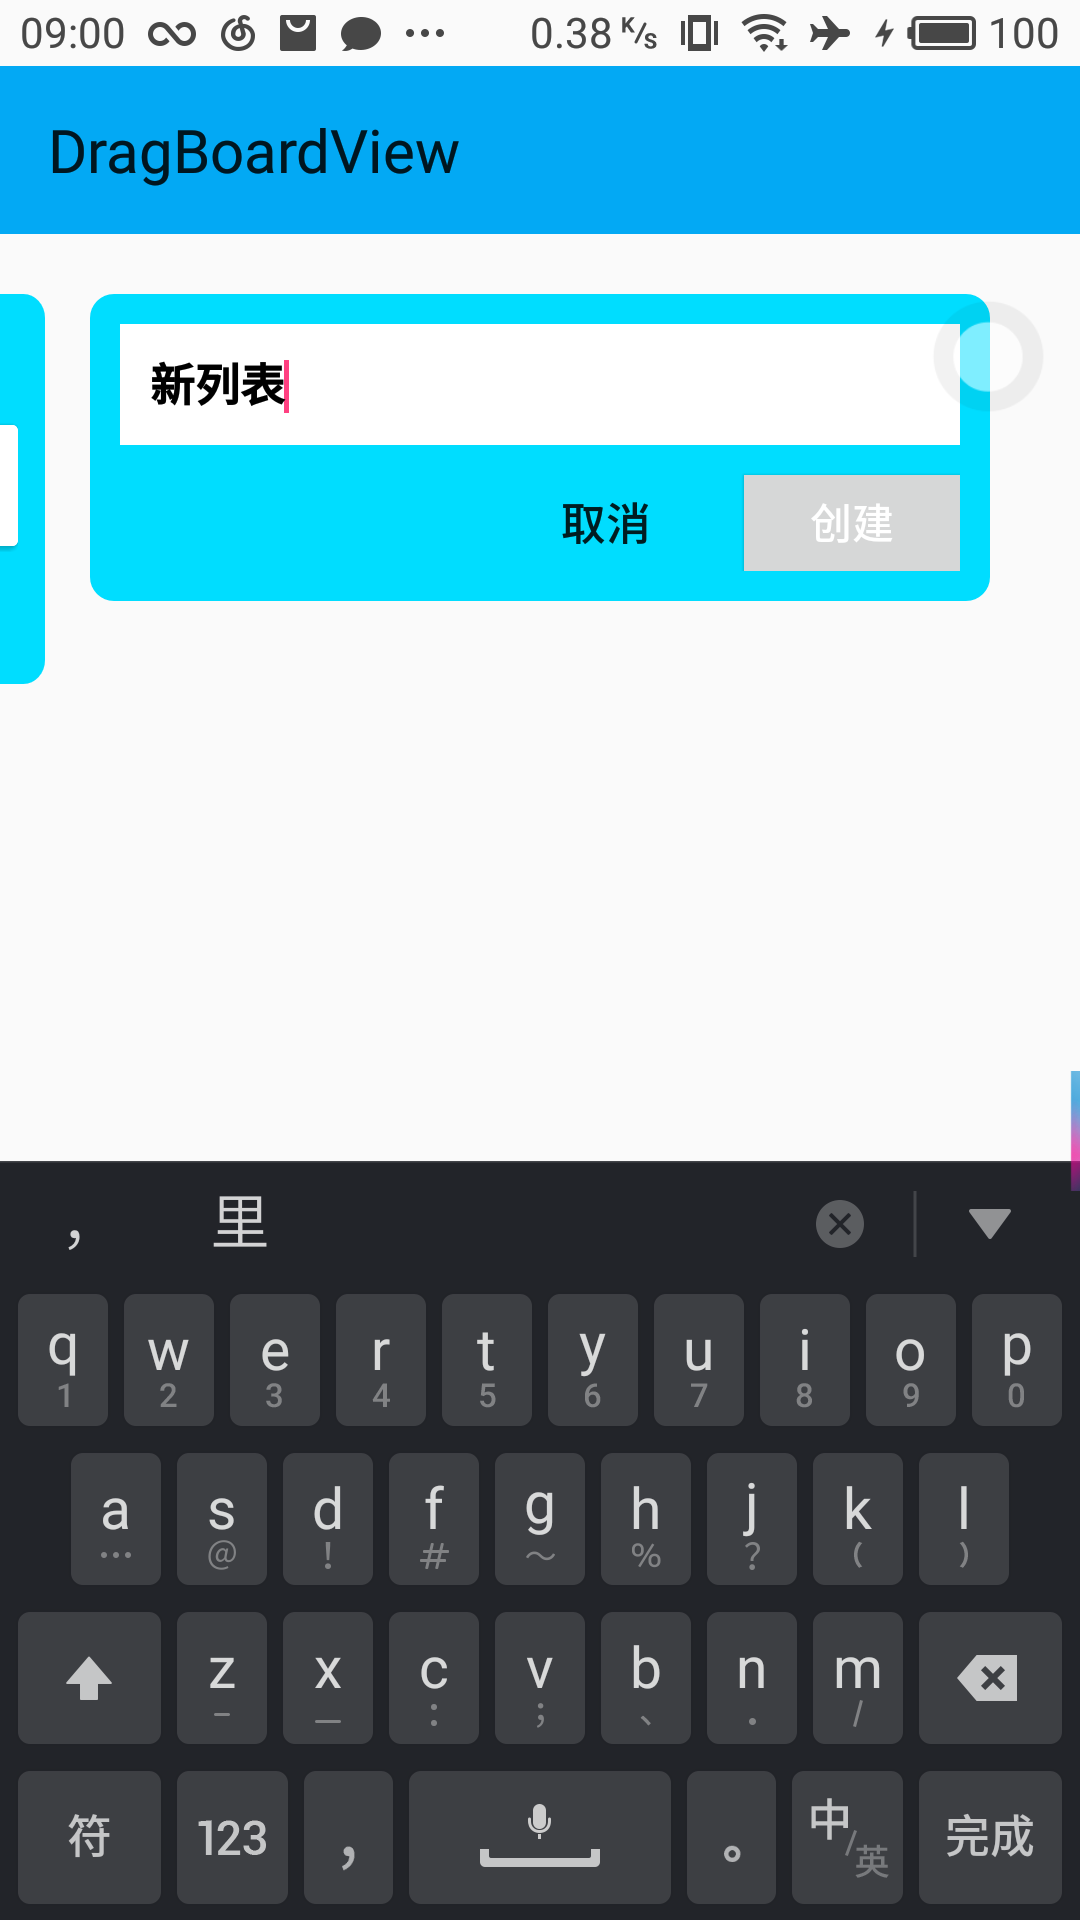 09:00 0.38 K/s 100
DragBoardView
新列表
取消 创建
， 里
q w e r t y u i o p
1 2 3 4 5 6 7 8 9 0
a s d f g h j k l
… @ ! # ～ % ? ( )
z x c v b n m
– — : ; 、 . /
符 123 ， 。 中/英 完成